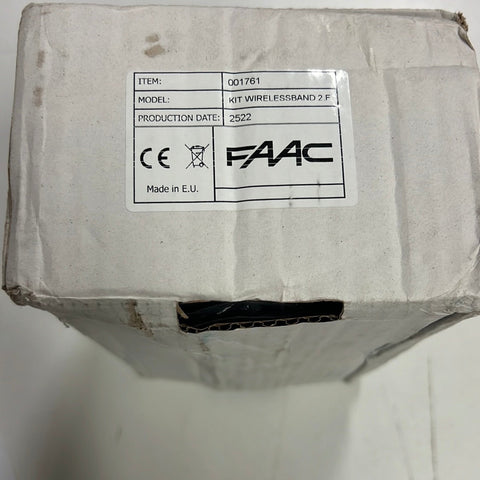 ITEM: 001761
MODEL: KIT WIRELESSBAND 2 F
PRODUCTION DATE: 2522
CE FAAC
Made in E.U.